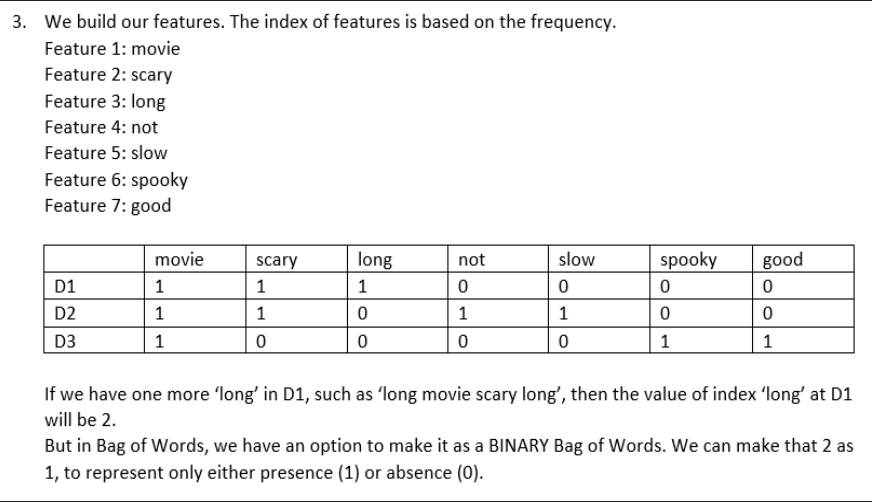 3. We build our features. The index of features is based on the frequency.
Feature 1: movie
Feature 2: scary
Feature 3: long
Feature 4: not
Feature 5: slow
Feature 6: spooky
Feature 7: good
movie scary long not slow spooky good
D1 1 1 1 0 0 0 0
D2 1 1 0 1 1 0 0
D3 1 0 0 0 0 1 1
If we have one more ‘long’ in D1, such as ‘long movie scary long’, then the value of index ‘long’ at D1
will be 2.
But in Bag of Words, we have an option to make it as a BINARY Bag of Words. We can make that 2 as
1, to represent only either presence (1) or absence (0).